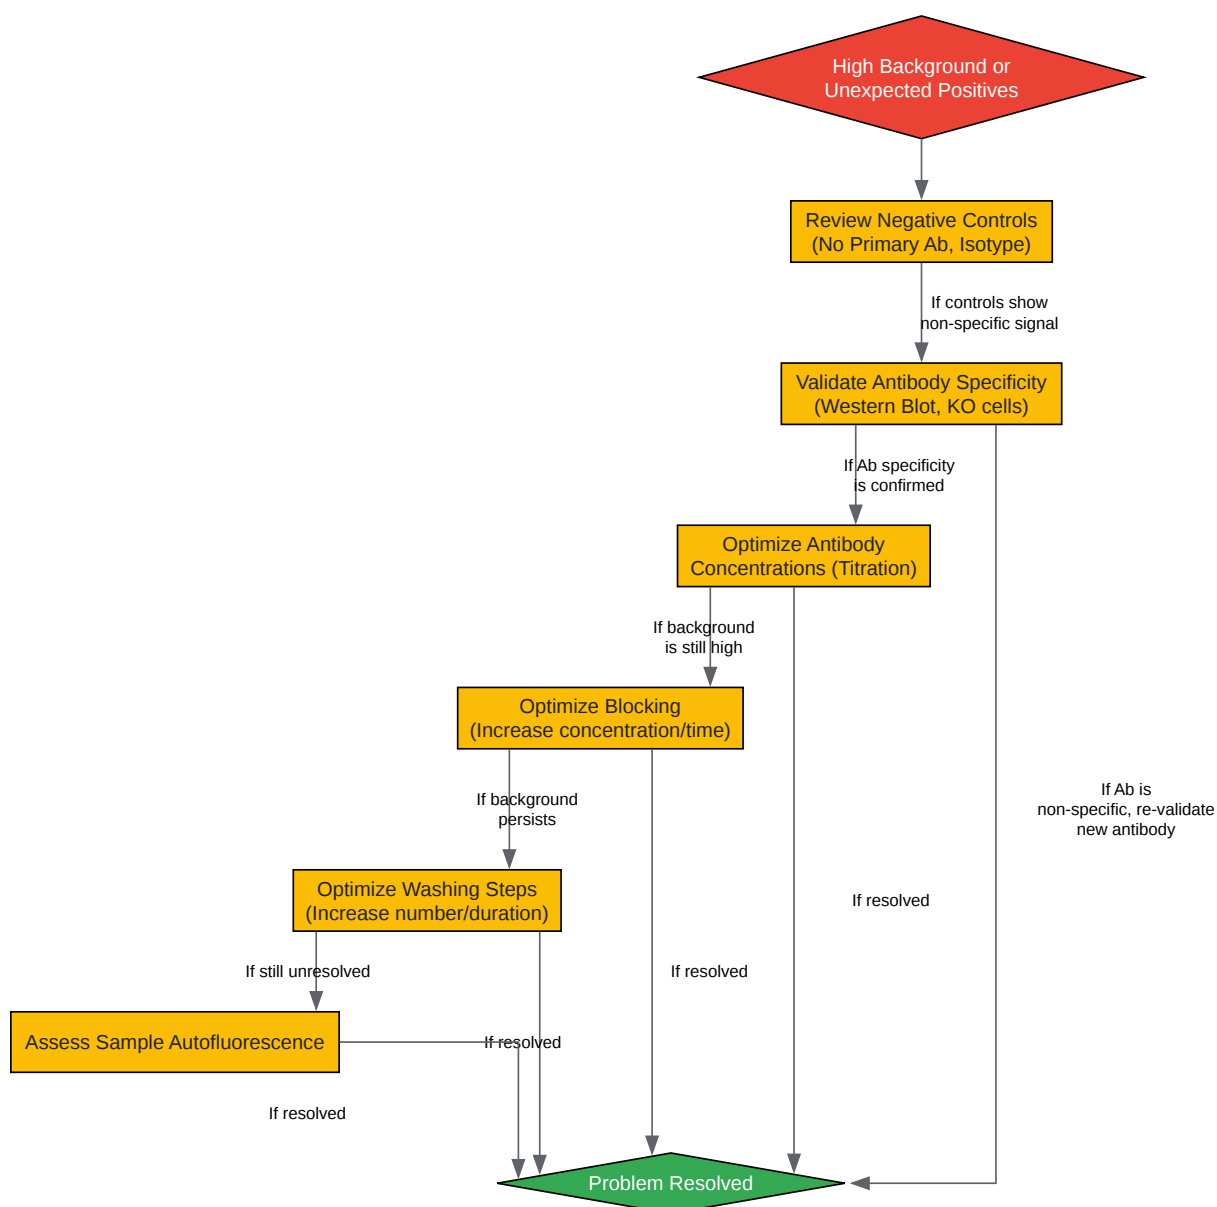 High Background or
Unexpected Positives
Review Negative Controls
(No Primary Ab, Isotype)
If controls show
non-specific signal
Validate Antibody Specificity
(Western Blot, KO cells)
If Ab specificity
is confirmed
Optimize Antibody
Concentrations (Titration)
If background
is still high
Optimize Blocking
(Increase concentration/time)
If background
persists
If Ab is
non-specific, re-validate
new antibody
Optimize Washing Steps
(Increase number/duration)
If resolved
If still unresolved
If resolved
Assess Sample Autofluorescence
If resolved
If resolved
Problem Resolved